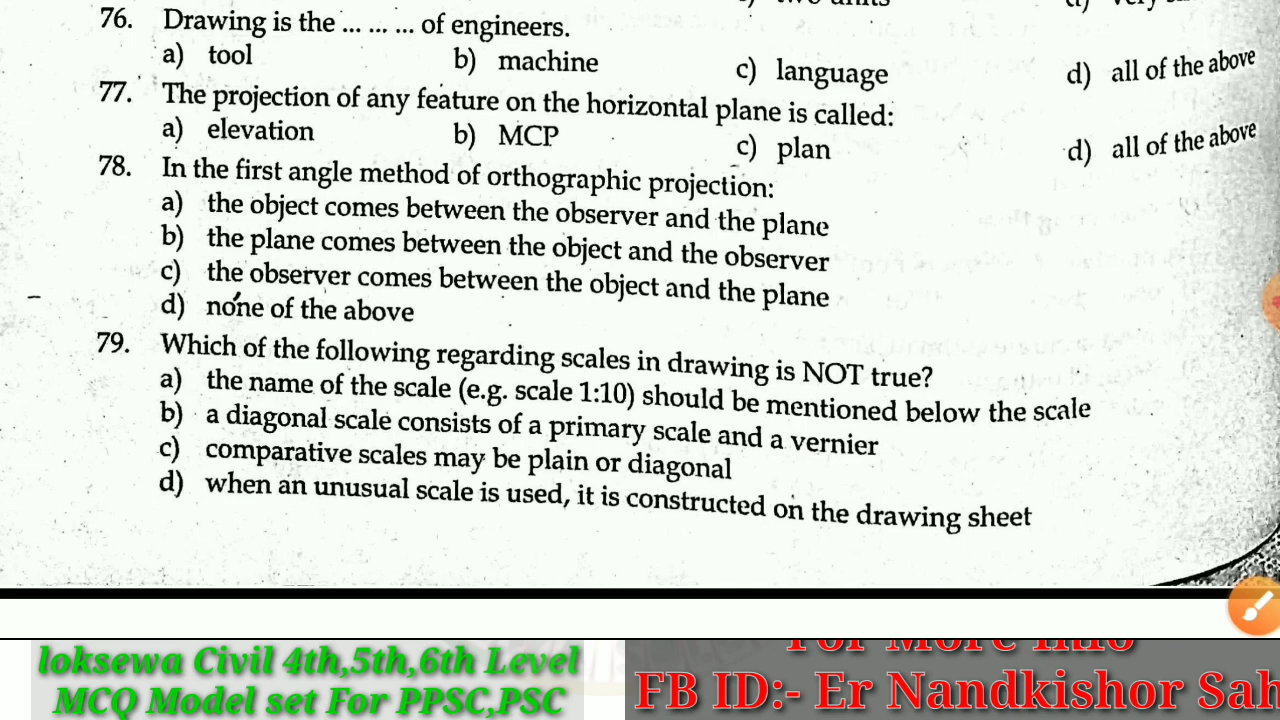 two units
76. Drawing is the ... ... ... of engineers.
a) tool b) machine c) language d) all of the above
77. The projection of any feature on the horizontal plane is called:
a) elevation b) MCP c) plan d) all of the above
78. In the first angle method of orthographic projection:
a) the object comes between the observer and the plane
b) the plane comes between the object and the observer
c) the observer comes between the object and the plane
d) none of the above
79. Which of the following regarding scales in drawing is NOT true?
a) the name of the scale (e.g. scale 1:10) should be mentioned below the scale
b) a diagonal scale consists of a primary scale and a vernier
c) comparative scales may be plain or diagonal
d) when an unusual scale is used, it is constructed on the drawing sheet
loksewa Civil 4th,5th,6th Level
MCQ Model set For PPSC,PSC
For More Info
FB ID:- Er Nandkishor Sah